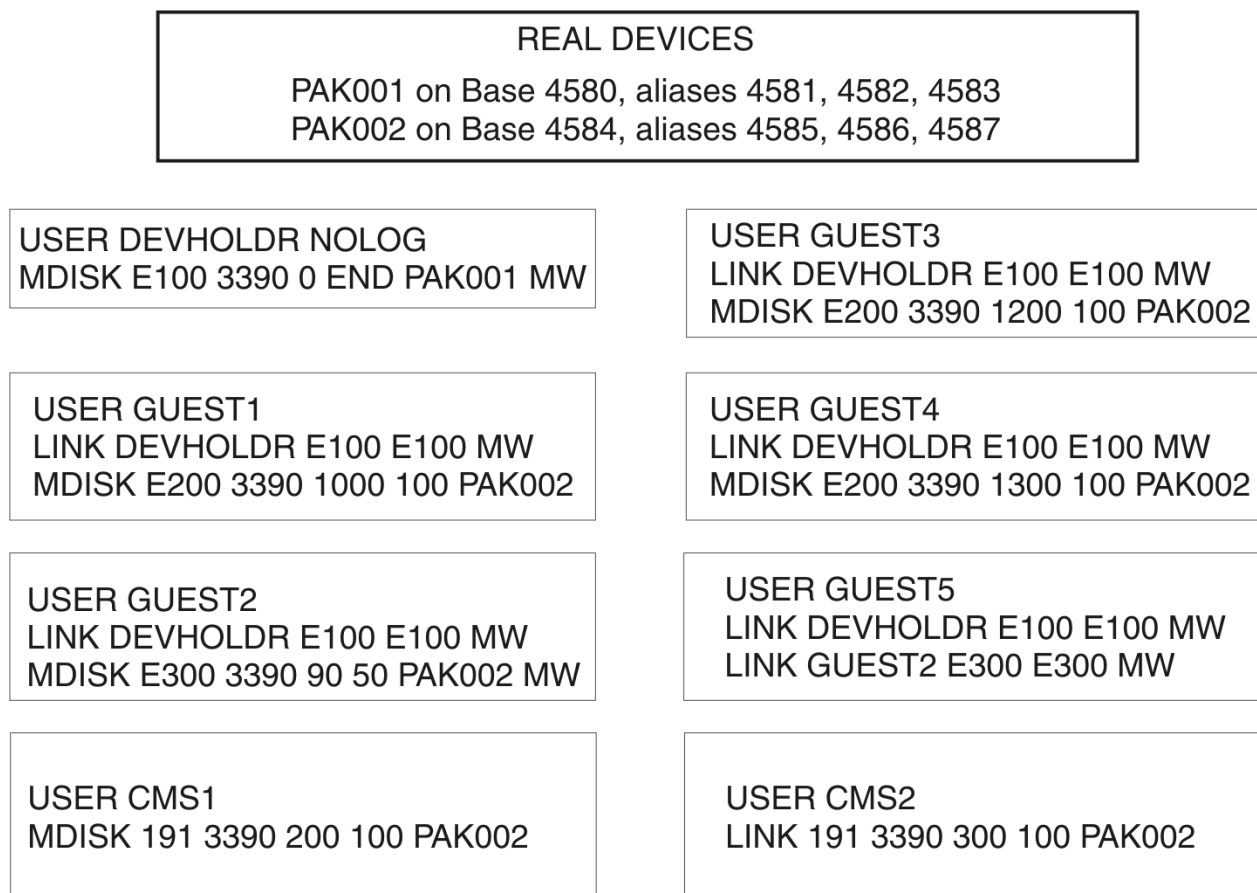 REAL DEVICES
PAK001 on Base 4580, aliases 4581, 4582, 4583
PAK002 on Base 4584, aliases 4585, 4586, 4587
USER DEVHOLDR NOLOG
MDISK E100 3390 0 END PAK001 MW
USER GUEST3
LINK DEVHOLDR E100 E100 MW
MDISK E200 3390 1200 100 PAK002
USER GUEST1
LINK DEVHOLDR E100 E100 MW
MDISK E200 3390 1000 100 PAK002
USER GUEST4
LINK DEVHOLDR E100 E100 MW
MDISK E200 3390 1300 100 PAK002
USER GUEST2
LINK DEVHOLDR E100 E100 MW
MDISK E300 3390 90 50 PAK002 MW
USER GUEST5
LINK DEVHOLDR E100 E100 MW
LINK GUEST2 E300 E300 MW
USER CMS1
MDISK 191 3390 200 100 PAK002
USER CMS2
LINK 191 3390 300 100 PAK002